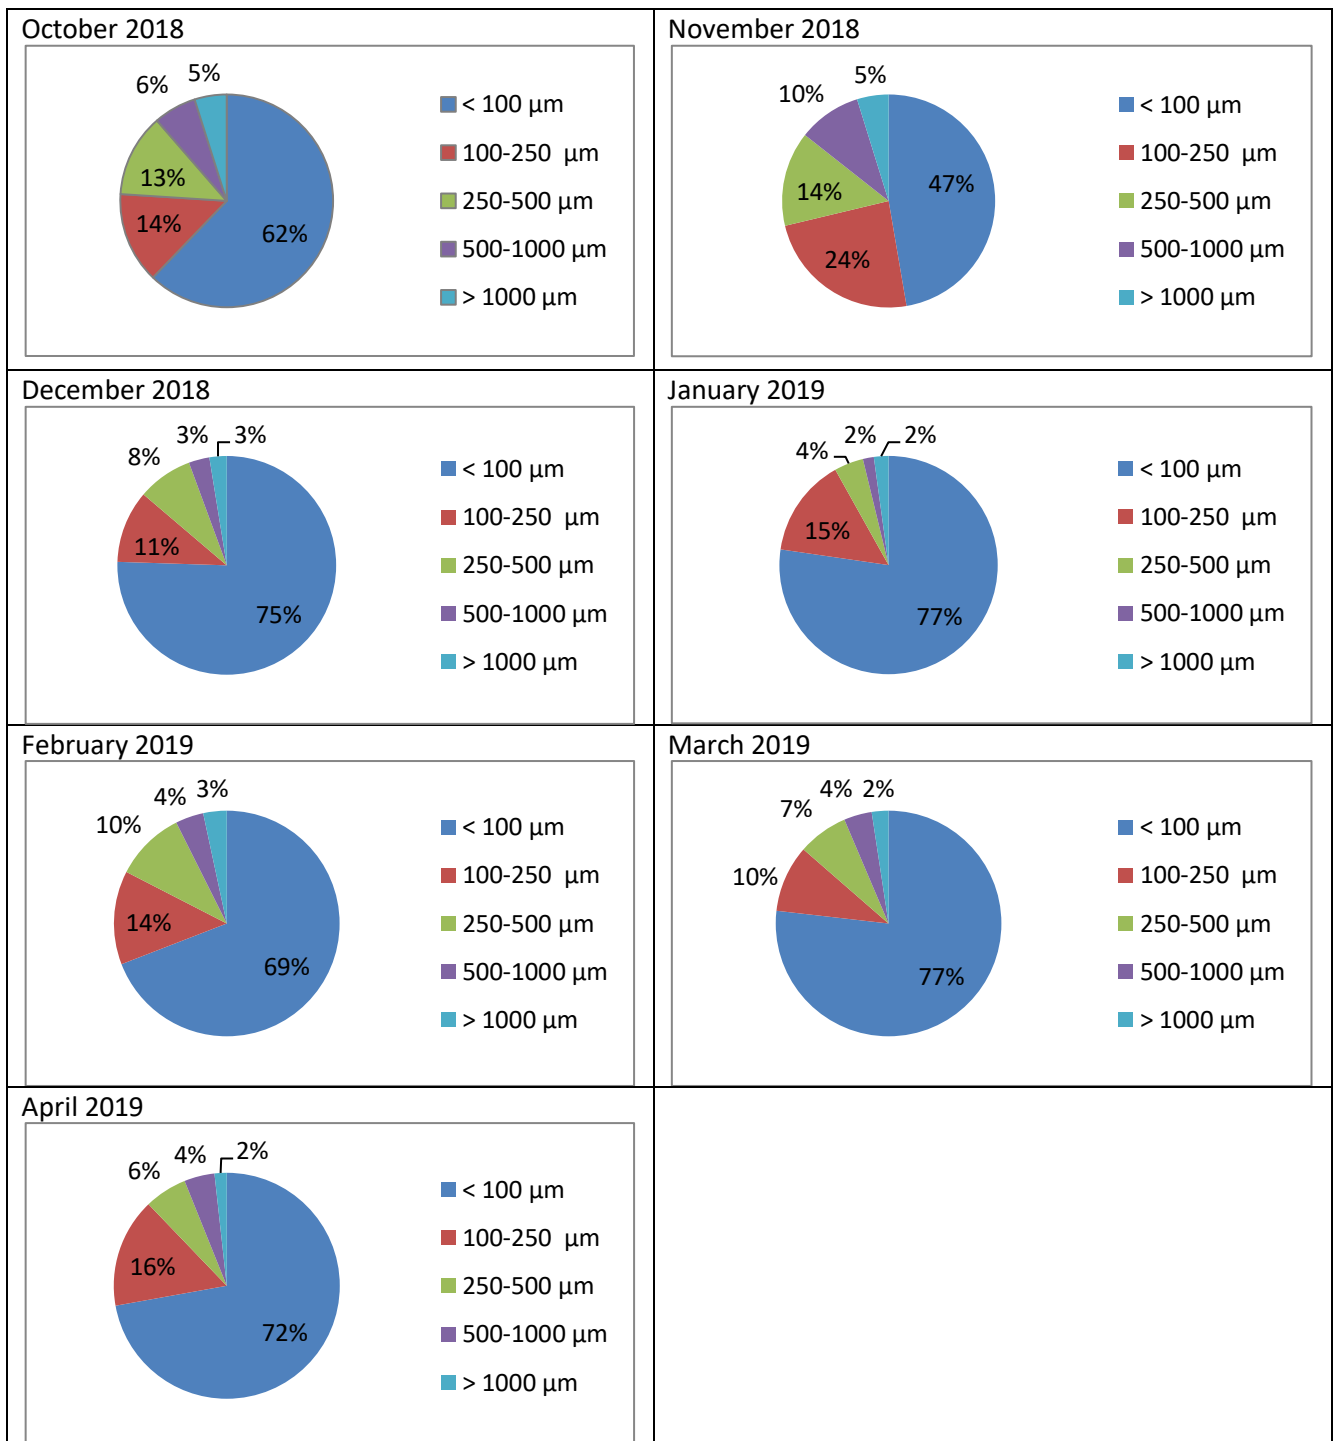 October 2018
6%
5%
13%
14%
62%
< 100 µm
100-250  µm
250-500 µm
500-1000 µm
> 1000 µm
November 2018
5%
10%
14%
47%
24%
< 100 µm
100-250  µm
250-500 µm
500-1000 µm
> 1000 µm
December 2018
3%
3%
8%
11%
75%
< 100 µm
100-250  µm
250-500 µm
500-1000 µm
> 1000 µm
January 2019
2%
2%
4%
15%
77%
< 100 µm
100-250  µm
250-500 µm
500-1000 µm
> 1000 µm
February 2019
4%
3%
10%
14%
69%
< 100 µm
100-250  µm
250-500 µm
500-1000 µm
> 1000 µm
March 2019
4%
2%
7%
10%
77%
< 100 µm
100-250  µm
250-500 µm
500-1000 µm
> 1000 µm
April 2019
4%
2%
6%
16%
72%
< 100 µm
100-250  µm
250-500 µm
500-1000 µm
> 1000 µm